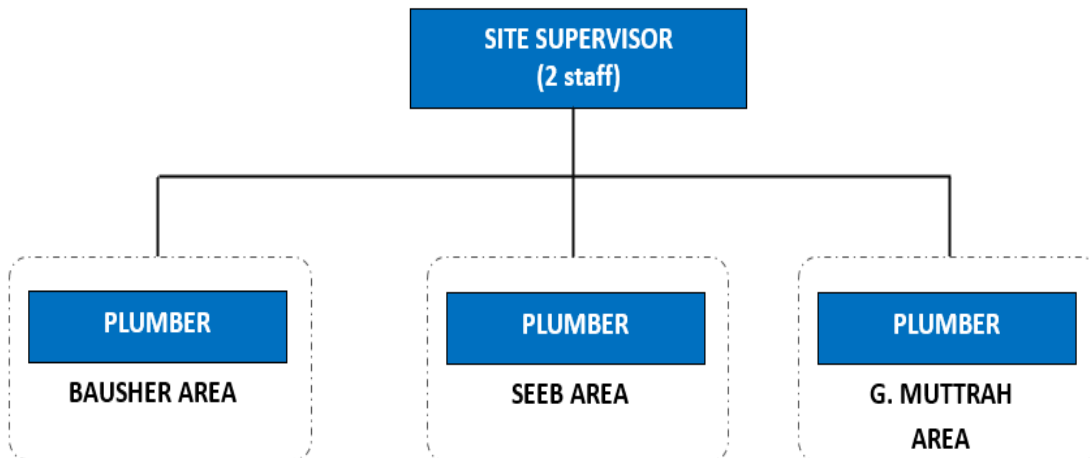 SITE SUPERVISOR
(2 staff)
PLUMBER
BAUSHER AREA
PLUMBER
SEEB AREA
PLUMBER
G. MUTTRAH
AREA